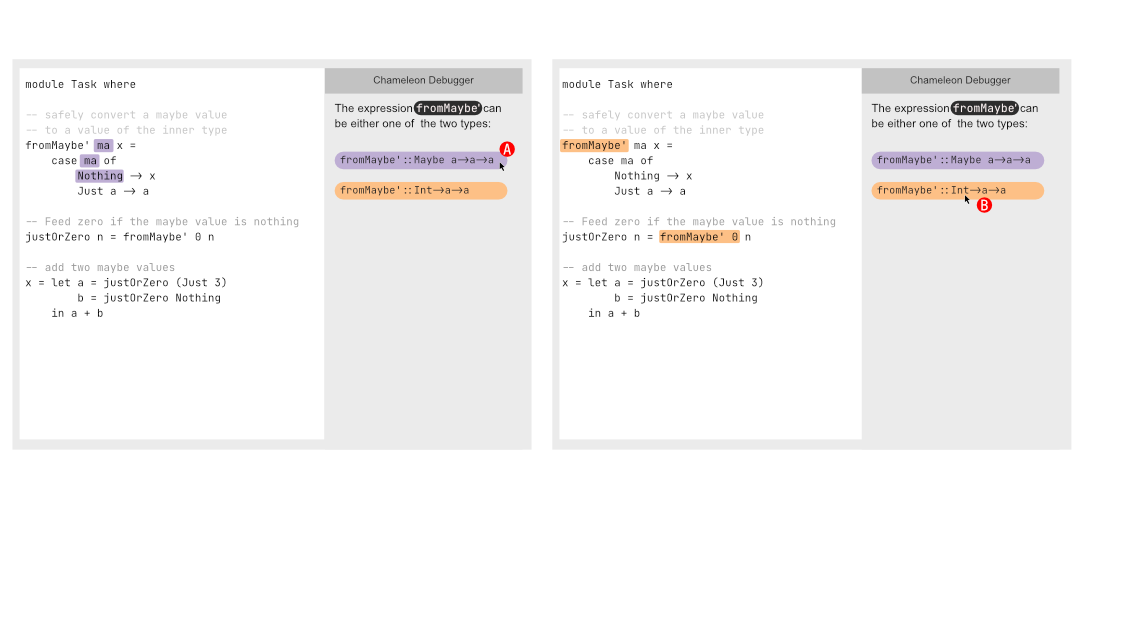 module Task where
-- safely convert a maybe value
-- to a value of the inner type
fromMaybe' ma x =
    case ma of
        Nothing → x
        Just a → a
-- Feed zero if the maybe value is nothing
justOrZero n = fromMaybe' 0 n
-- add two maybe values
x = let a = justOrZero (Just 3)
        b = justOrZero Nothing
    in a + b
Chameleon Debugger
The expression fromMaybe' can
be either one of the two types:
A
fromMaybe'::Maybe a→a→a
fromMaybe'::Int→a→a
module Task where
-- safely convert a maybe value
-- to a value of the inner type
fromMaybe' ma x =
    case ma of
        Nothing → x
        Just a → a
-- Feed zero if the maybe value is nothing
justOrZero n = fromMaybe' 0 n
-- add two maybe values
x = let a = justOrZero (Just 3)
        b = justOrZero Nothing
    in a + b
Chameleon Debugger
The expression fromMaybe' can
be either one of the two types:
fromMaybe'::Maybe a→a→a
fromMaybe'::Int→a→a
B